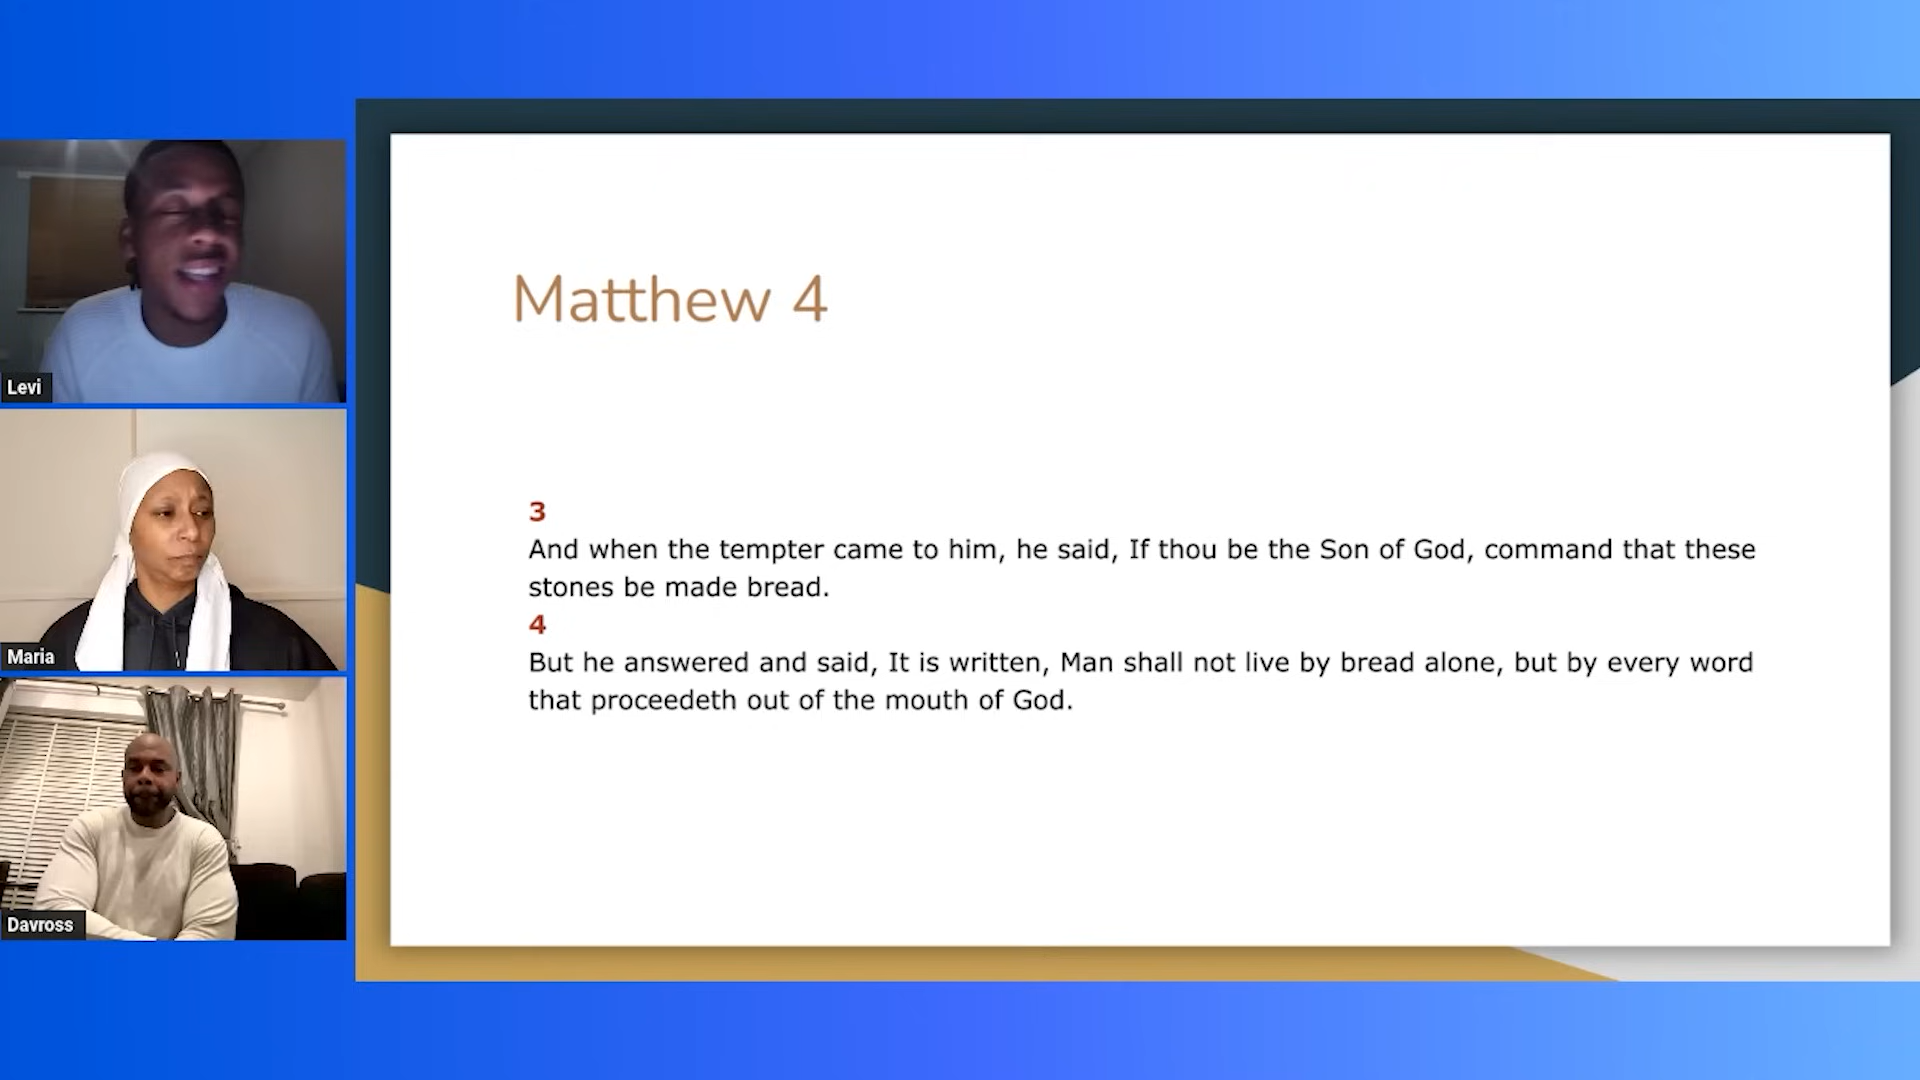 Levi
Maria
Davross
Matthew 4
3
And when the tempter came to him, he said, If thou be the Son of God, command that these
stones be made bread.
4
But he answered and said, It is written, Man shall not live by bread alone, but by every word
that proceedeth out of the mouth of God.